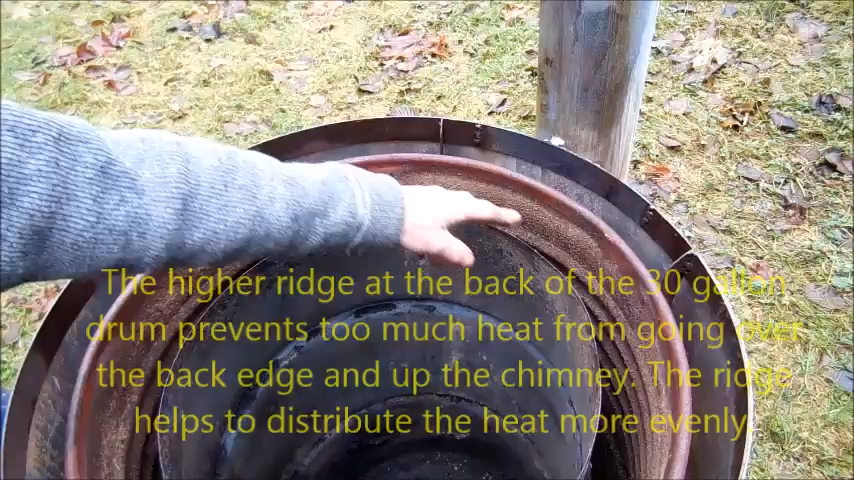 The higher ridge at the back of the 30 gallon
drum prevents too much heat from going over
the back edge and up the chimney. The ridge
helps to distribute the heat more evenly.